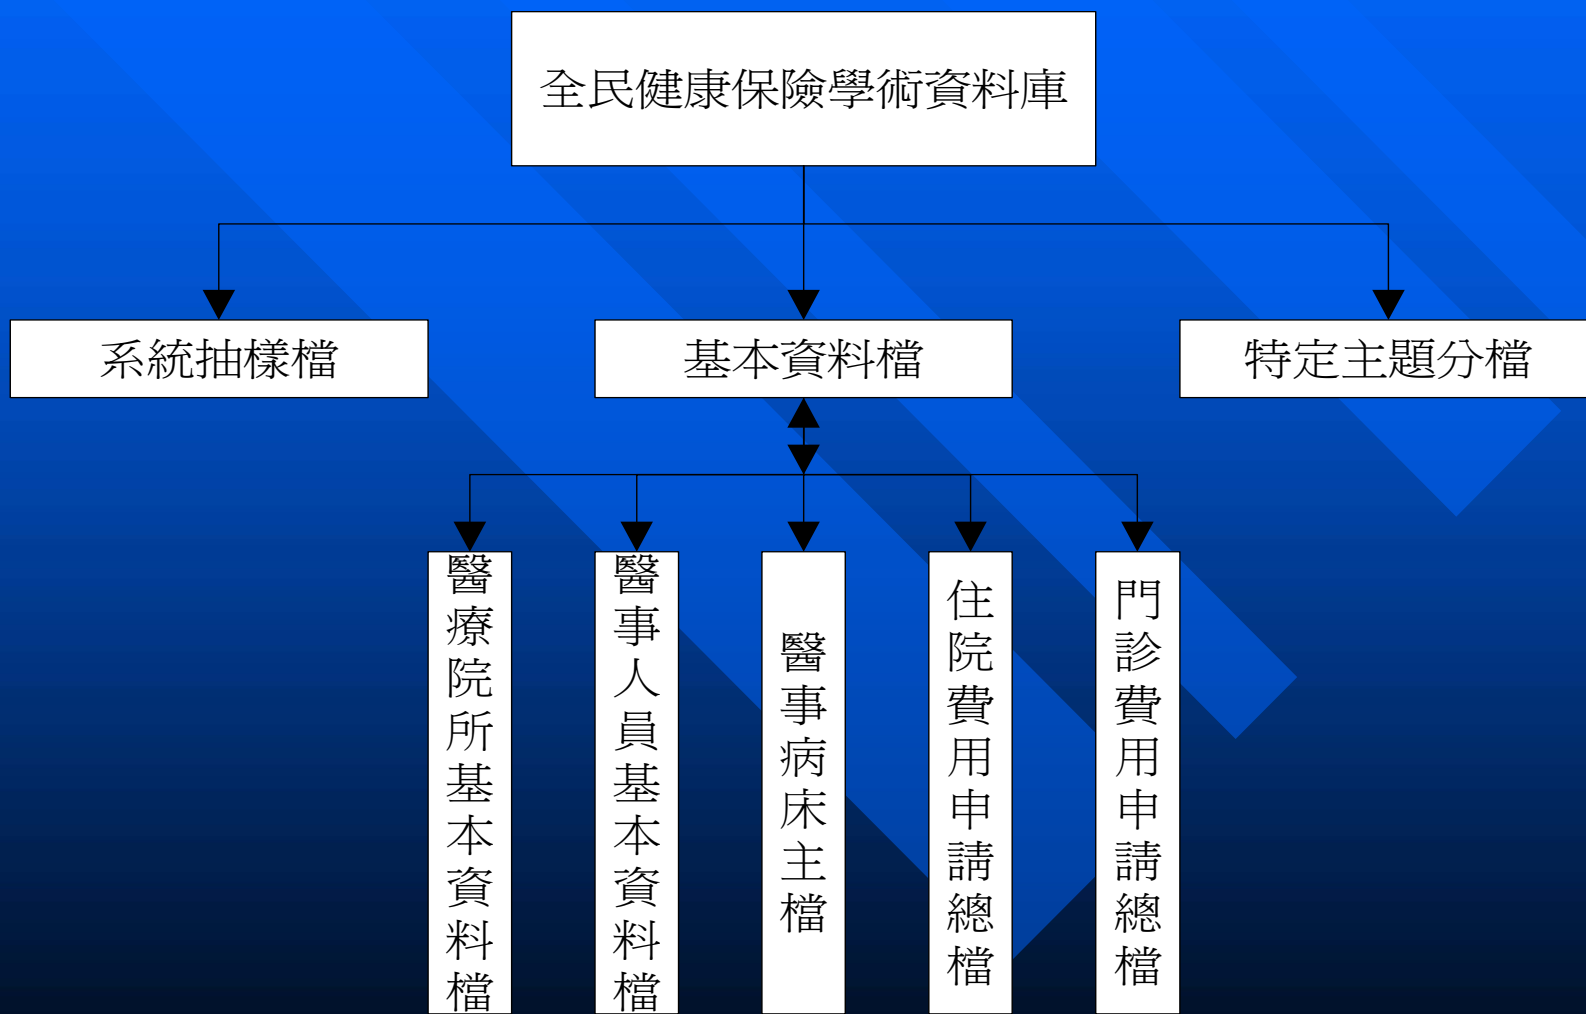 全民健康保險學術資料庫
系統抽樣檔
基本資料檔
特定主題分檔
醫療院所基本資料檔
醫事人員基本資料檔
醫事病床主檔
住院費用申請總檔
門診費用申請總檔